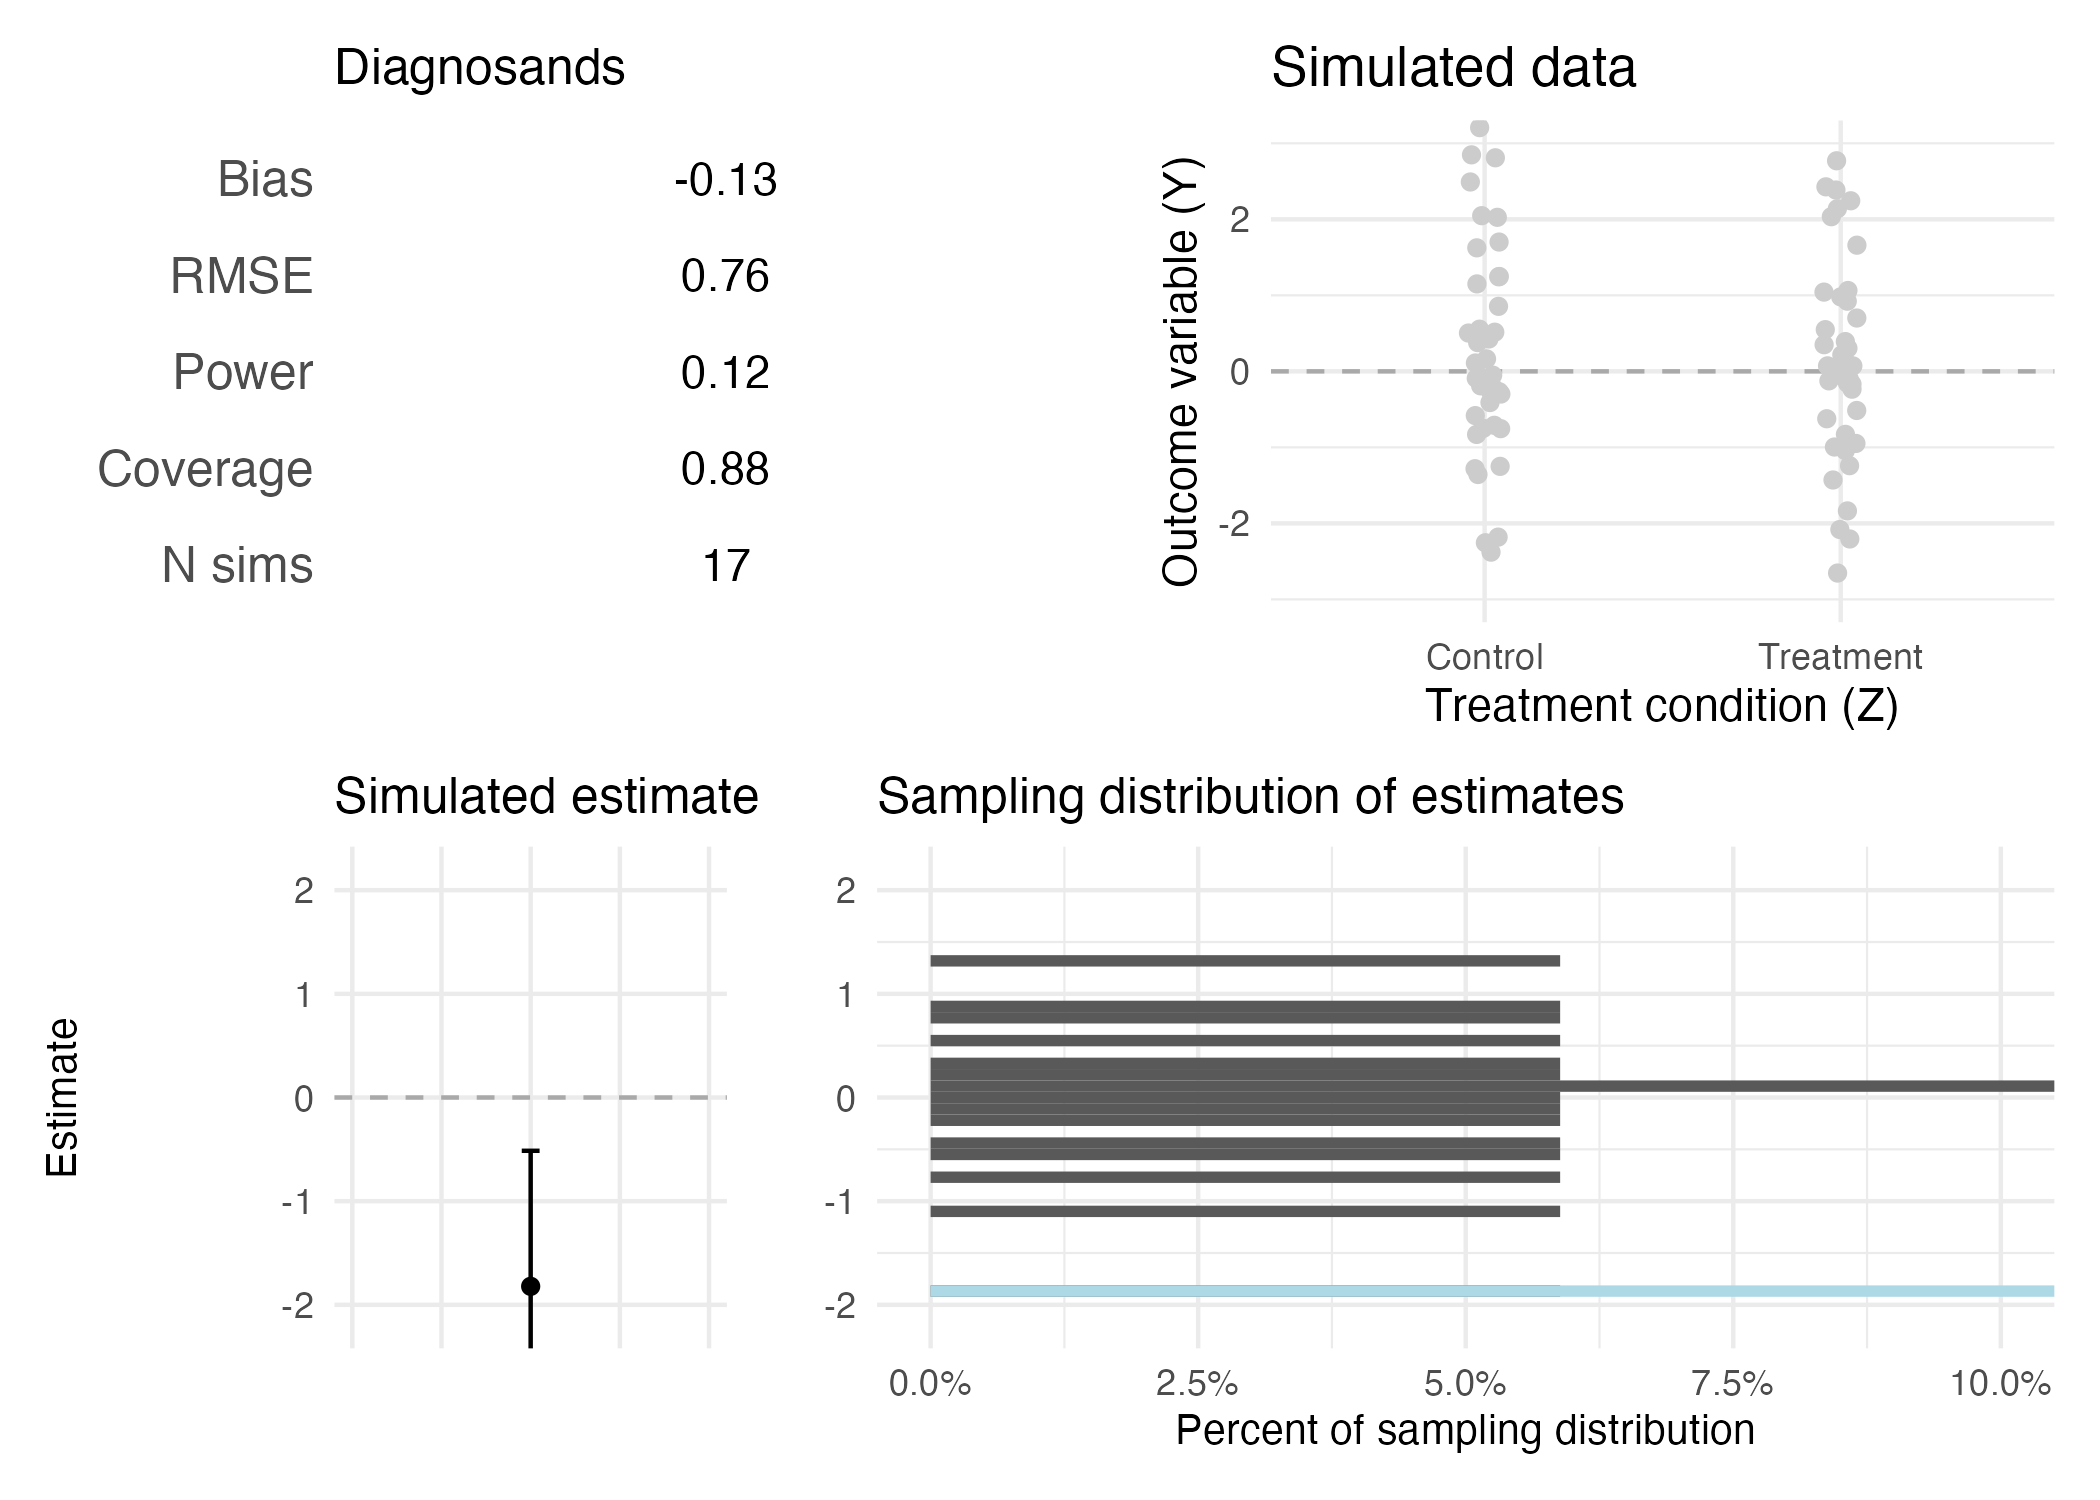 Diagnosands
Bias -0.13
RMSE 0.76
Power 0.12
Coverage 0.88
N sims 17
Simulated data
Outcome variable (Y)
2
0
-2
Control Treatment
Treatment condition (Z)
Simulated estimate
Estimate
2
1
0
-1
-2
Sampling distribution of estimates
2
1
0
-1
-2
0.0% 2.5% 5.0% 7.5% 10.0%
Percent of sampling distribution